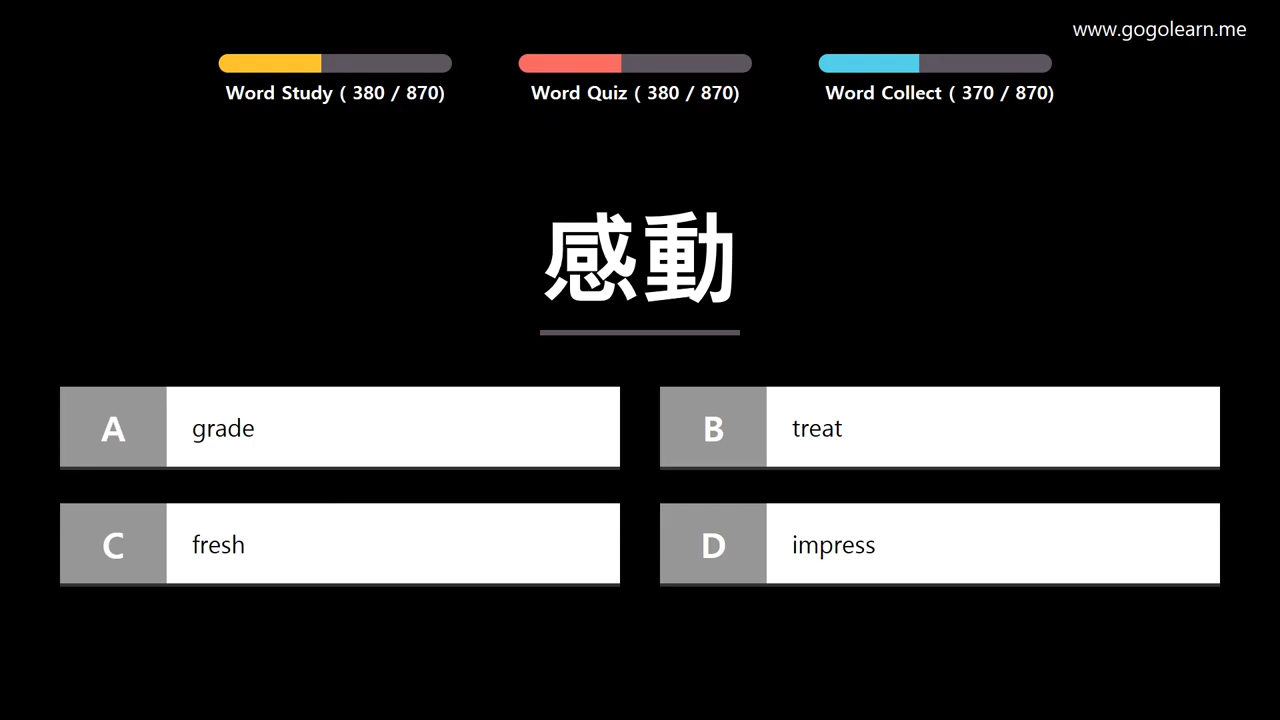 www.gogolearn.me
Word Study ( 380 / 870)
Word Quiz ( 380 / 870)
Word Collect ( 370 / 870)
感動
A grade
B treat
C fresh
D impress